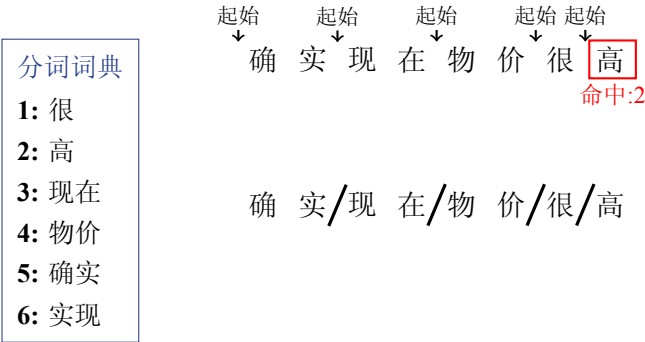 起始 起始 起始 起始 起始
确 实 现 在 物 价 很 高
命中:2
分词词典
1: 很
2: 高
3: 现在
4: 物价
5: 确实
6: 实现
确 实/现 在/物 价/很/高